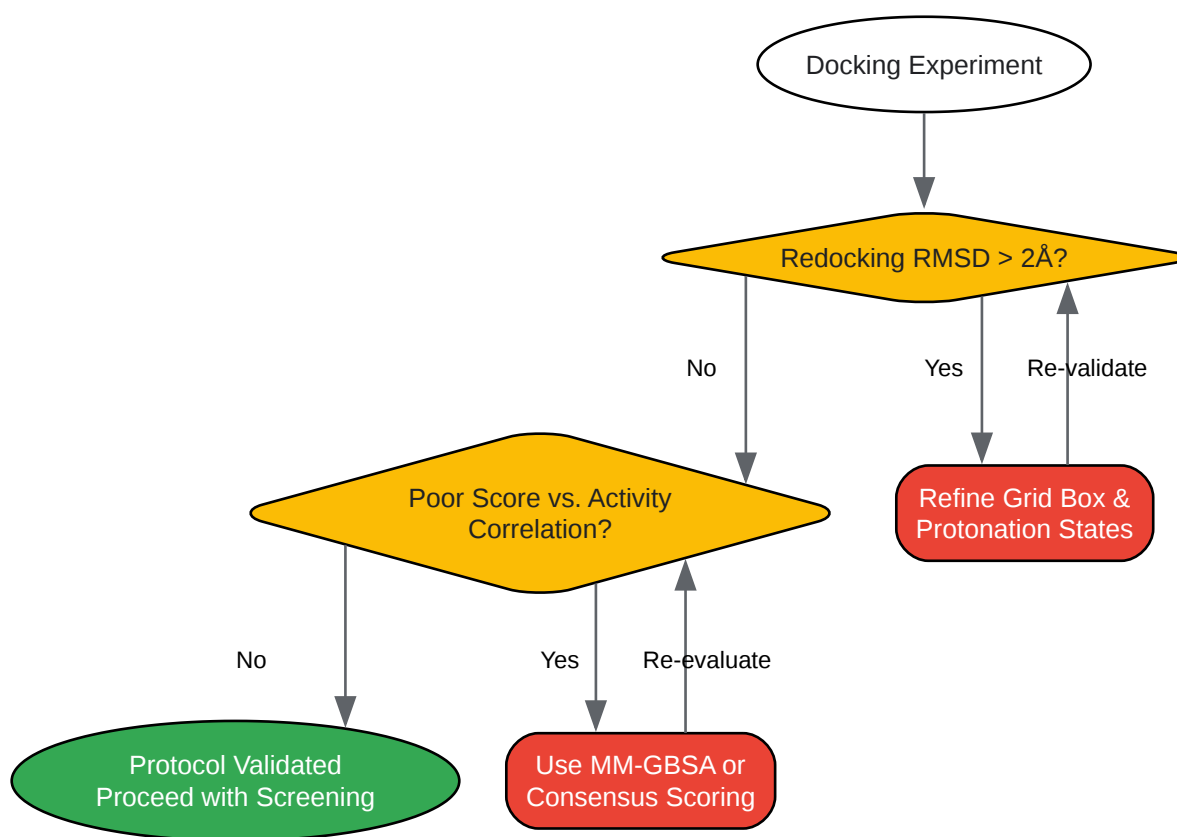 Docking Experiment
Redocking RMSD > 2Å?
No
Yes
Re-validate
Poor Score vs. Activity
Correlation?
Refine Grid Box &
Protonation States
No
Yes
Re-evaluate
Protocol Validated
Proceed with Screening
Use MM-GBSA or
Consensus Scoring